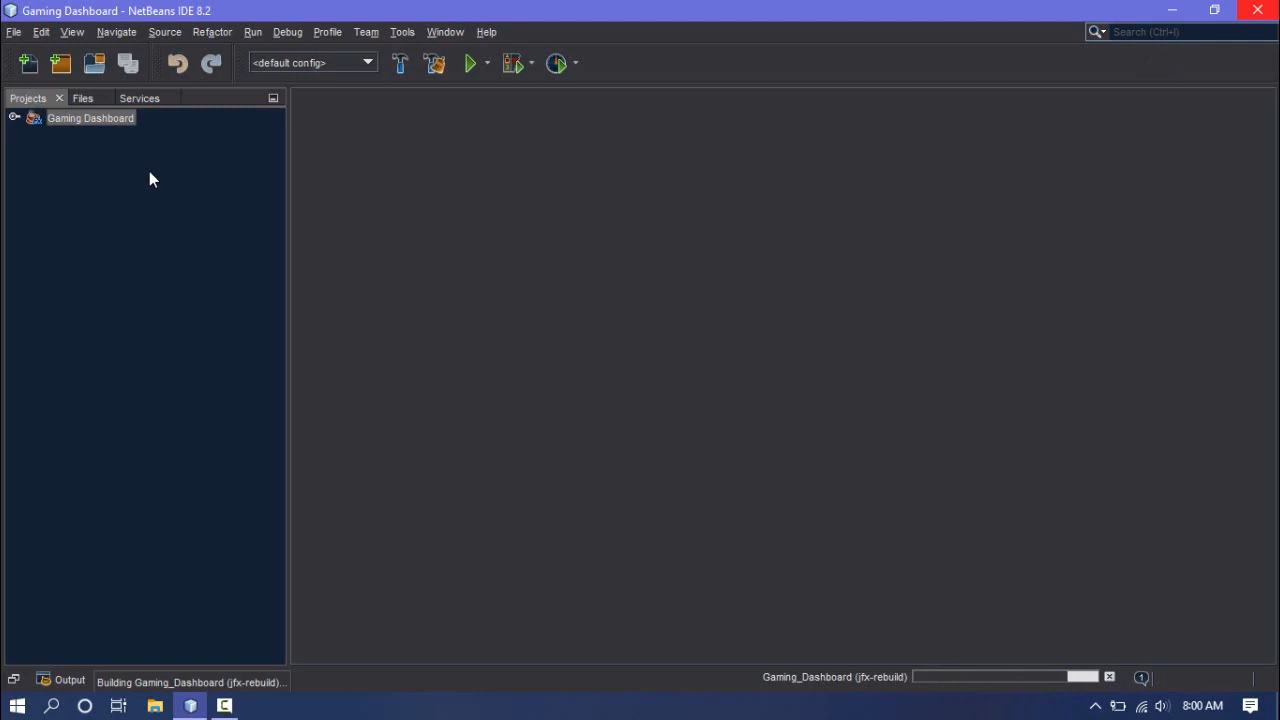 Gaming Dashboard - NetBeans IDE 8.2
File Edit View Navigate Source Refactor Run Debug Profile Team Tools Window Help
Search (Ctrl+I)
<default config>
Projects Files Services
Gaming Dashboard
Output
Building Gaming_Dashboard (jfx-rebuild)...
Gaming_Dashboard (jfx-rebuild)
1
8:00 AM